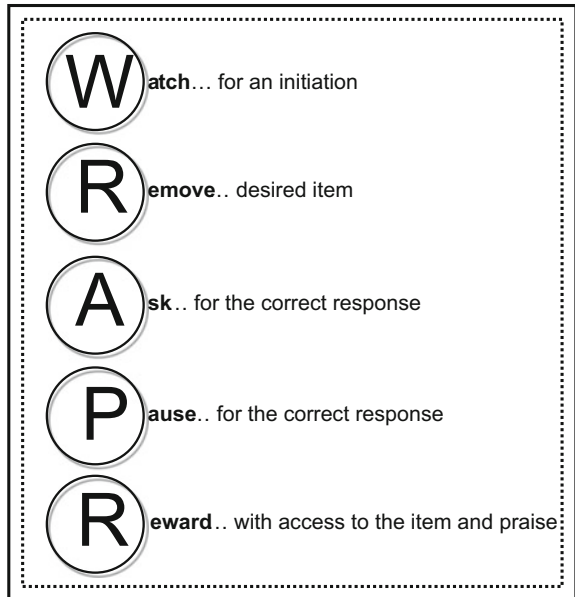 Watch... for an initiation
Remove.. desired item
Ask.. for the correct response
Pause.. for the correct response
Reward.. with access to the item and praise